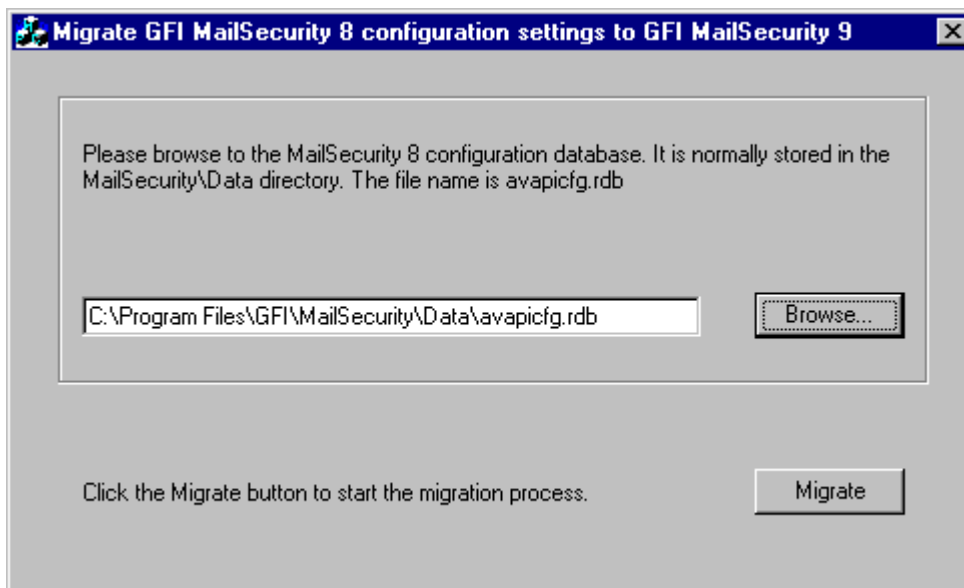 Migrate GFI MailSecurity 8 configuration settings to GFI MailSecurity 9
Please browse to the MailSecurity 8 configuration database. It is normally stored in the
MailSecurity\Data directory. The file name is avapicfg.rdb
C:\Program Files\GFI\MailSecurity\Data\avapicfg.rdb
Browse...
Click the Migrate button to start the migration process.
Migrate